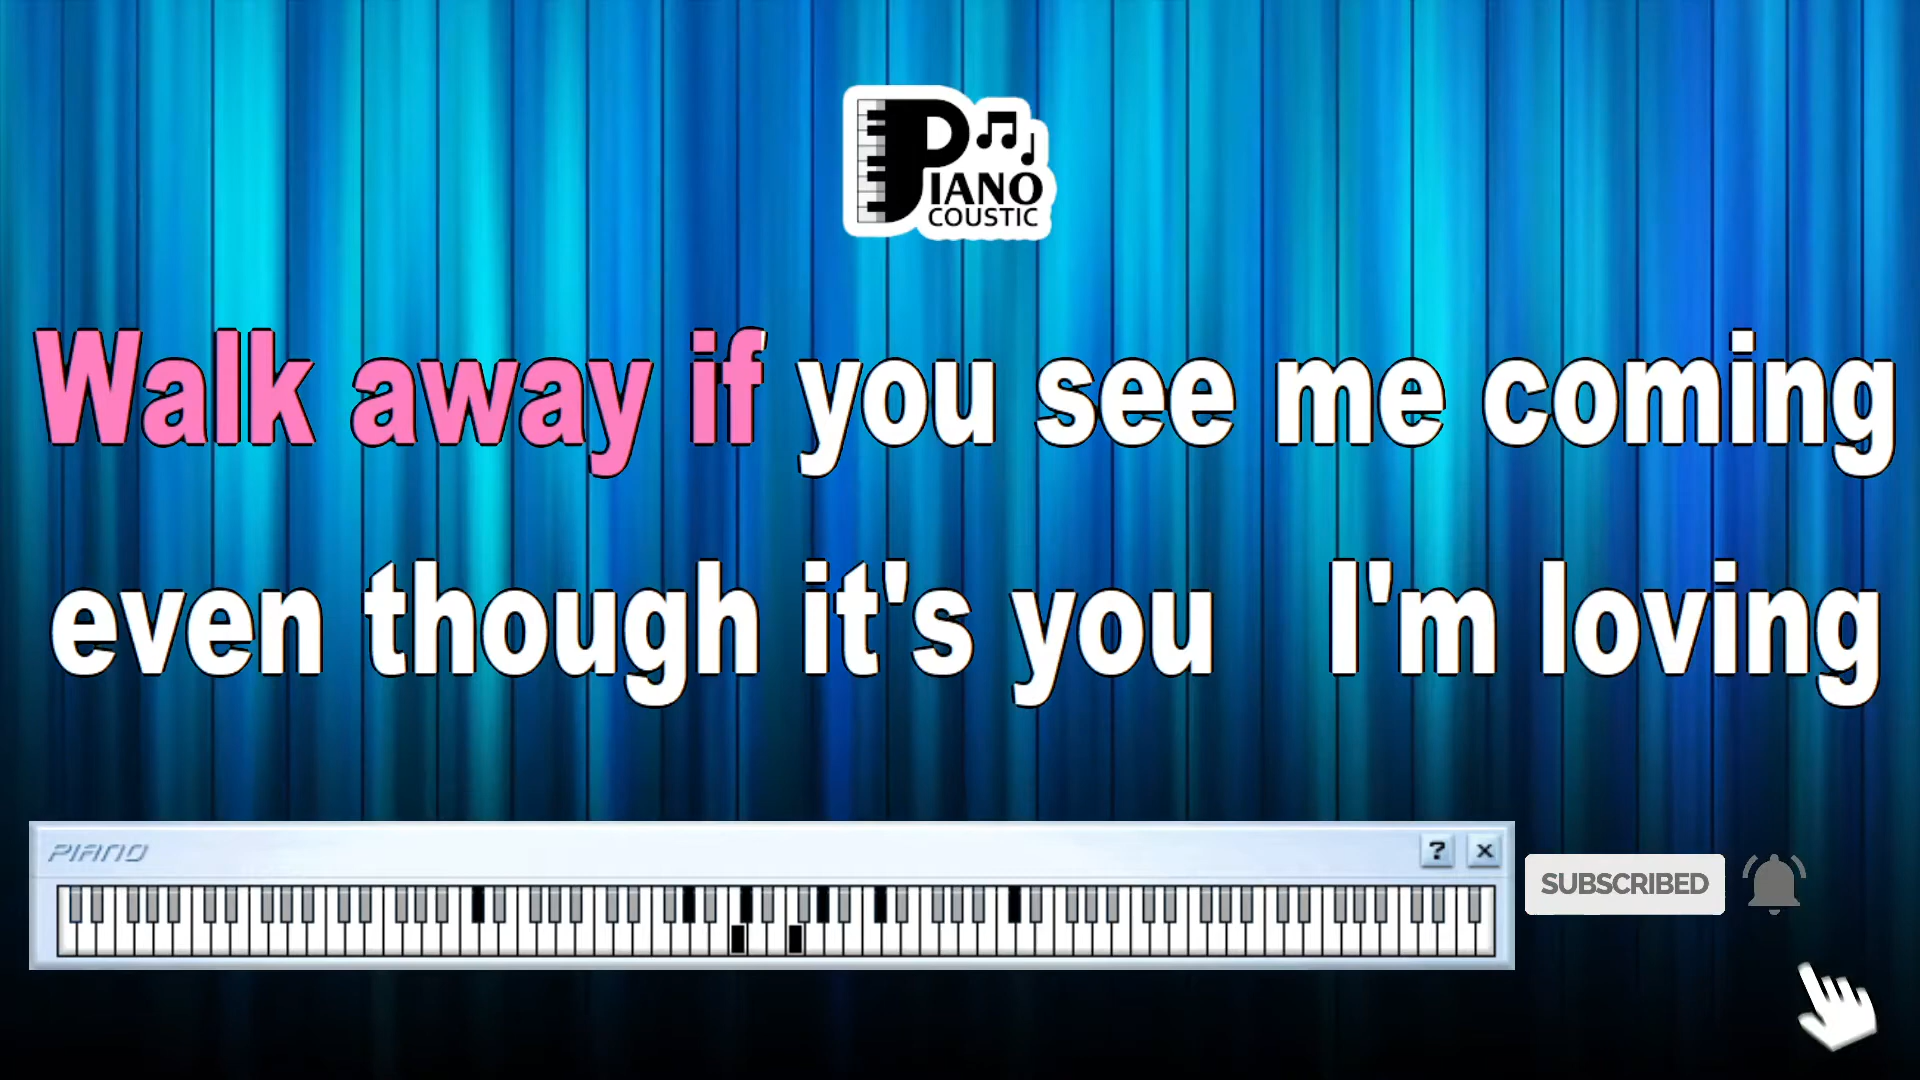 PIANO
COUSTIC
Walk away if you see me coming
even though it's you I'm loving
PIANO
?
X
SUBSCRIBED